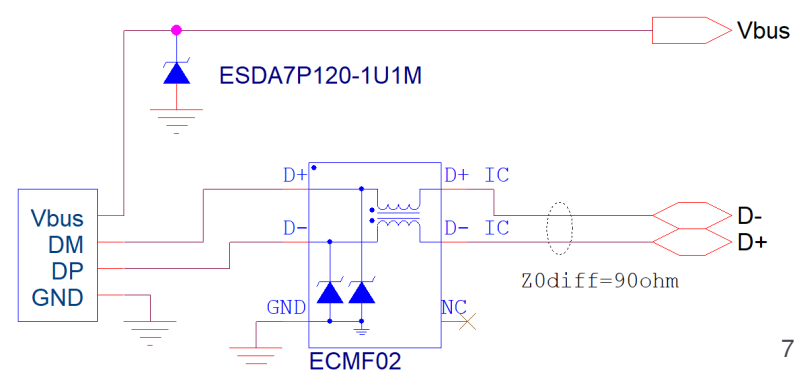 Vbus
ESDA7P120-1U1M
D+
D+ IC
Vbus
DM
DP
GND
D-
D- IC
D-
D+
Z0diff=90ohm
GND
NC
ECMF02
7